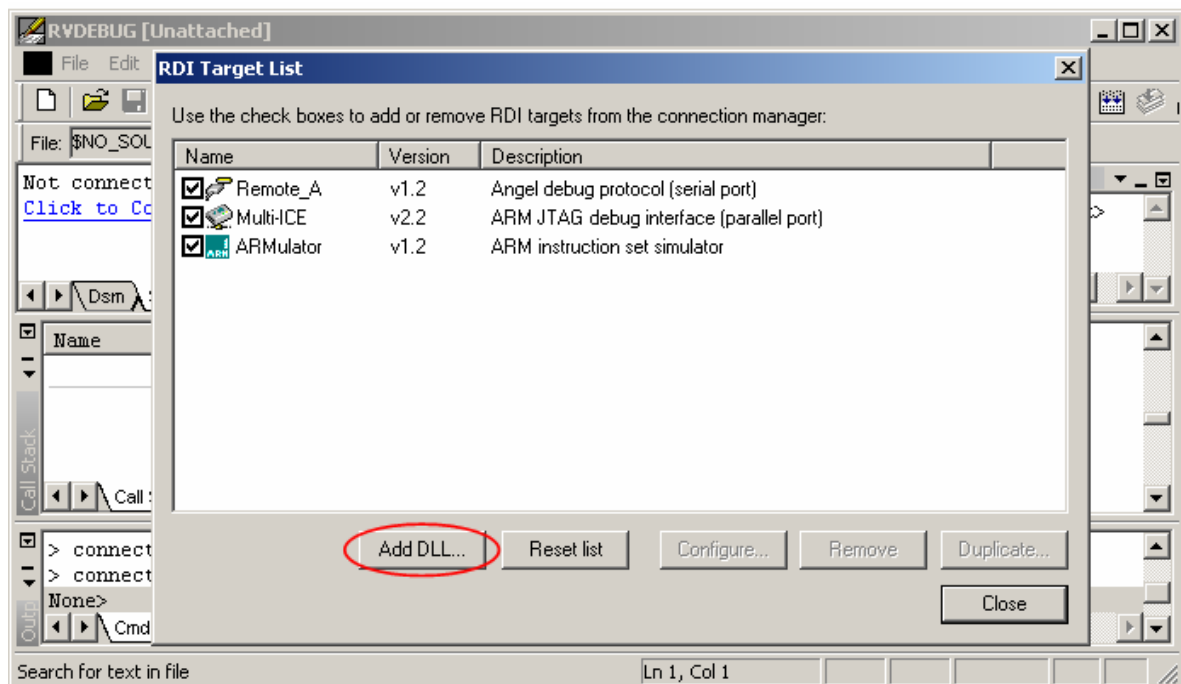 RVDEBUG [Unattached]
File Edit
RDI Target List
Use the check boxes to add or remove RDI targets from the connection manager:
File: $NO_SOU
Name Version Description
Remote_A v1.2 Angel debug protocol (serial port)
Multi-ICE v2.2 ARM JTAG debug interface (parallel port)
ARMulator v1.2 ARM instruction set simulator
Not connect
Click to Co
Dsm
Name
Call Stack
Call
Add DLL... Reset list Configure... Remove Duplicate...
> connect
> connect
None>
Close
Outp
Cmd
Search for text in file Ln 1, Col 1